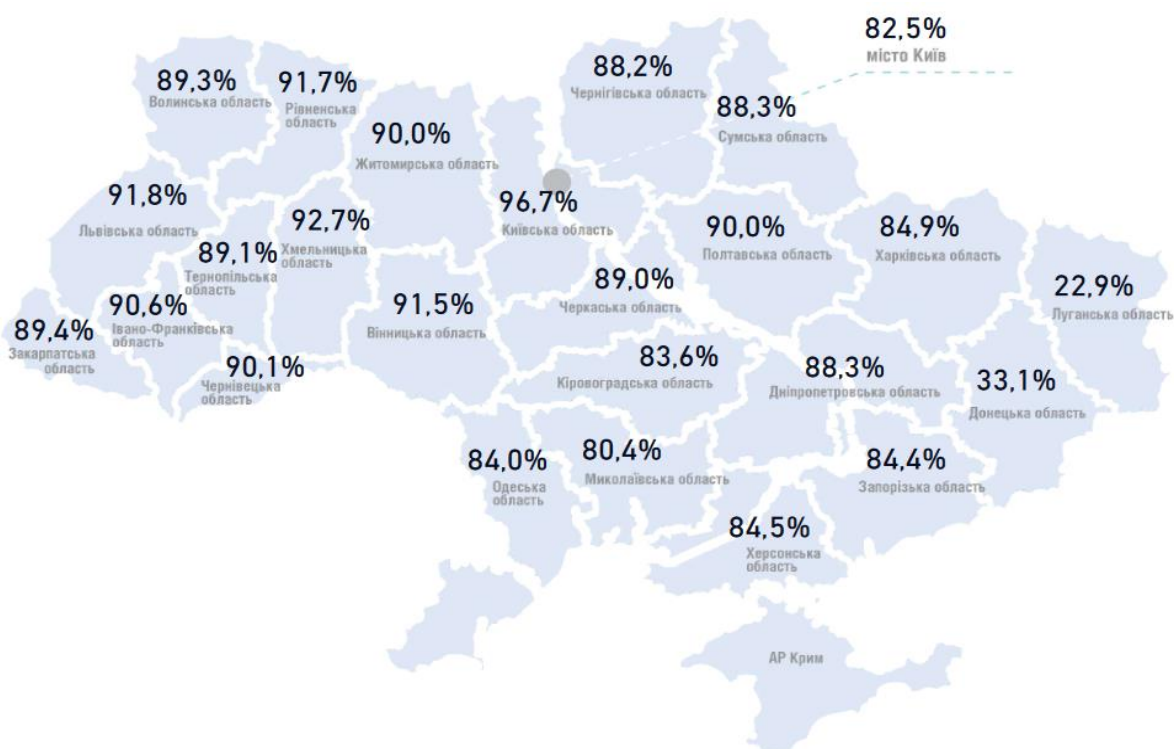 82,5%
місто Київ
89,3%
Волинська область
91,7%
Рівненська
область
88,2%
Чернігівська область
88,3%
Сумська область
90,0%
Житомирська область
91,8%
Львівська область
92,7%
Хмельницька
область
96,7%
Київська область
90,0%
Полтавська область
84,9%
Харківська область
89,1%
Тернопільська
область
89,0%
Черкаська область
22,9%
Луганська область
90,6%
Івано-Франківська
область
91,5%
Вінницька область
89,4%
Закарпатська
область
90,1%
Чернівецька
область
83,6%
Кіровоградська область
88,3%
Дніпропетровська область
33,1%
Донецька область
84,0%
Одеська
область
80,4%
Миколаївська область
84,4%
Запорізька область
84,5%
Херсонська
область
АР Крим